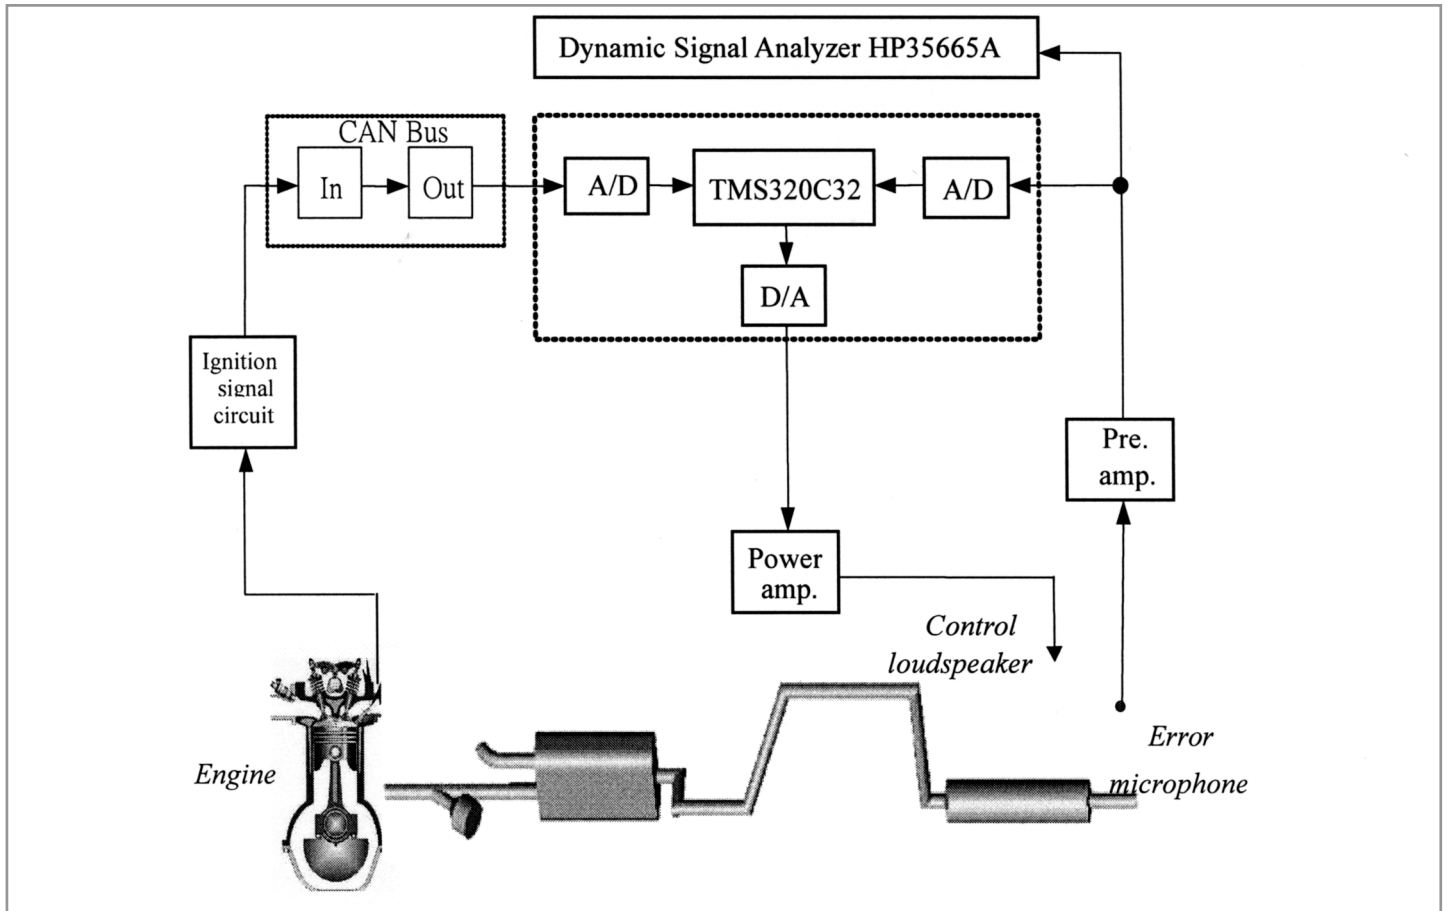 Dynamic Signal Analyzer HP35665A
CAN Bus
In
Out
A/D
TMS320C32
A/D
D/A
Ignition
signal
circuit
Pre.
amp.
Power
amp.
Control
loudspeaker
Engine
Error
microphone